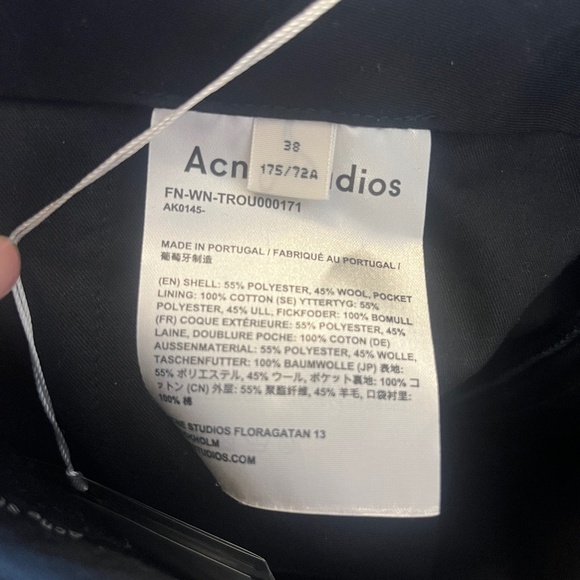 38
175/72A
Acn dios
FN-WN-TROU000171
AK0145-
MADE IN PORTUGAL / FABRIQUÉ AU PORTUGAL /
葡萄牙制造
(EN) SHELL: 55% POLYESTER, 45% WOOL, POCKET
LINING: 100% COTTON (SE) YTTERTYG: 55%
POLYESTER, 45% ULL, FICKFODER: 100% BOMULL
(FR) COQUE EXTÉRIEURE: 55% POLYESTER, 45%
LAINE, DOUBLURE POCHE: 100% COTON (DE)
AUSSENMATERIAL: 55% POLYESTER, 45% WOLLE,
TASCHENFUTTER: 100% BAUMWOLLE (JP) 表地:
55% ポリエステル, 45% ウール, ポケット裏地: 100% コ
ットン (CN) 外层: 55% 聚酯纤维, 45% 羊毛, 口袋衬里:
100% 棉
NE STUDIOS FLORAGATAN 13
KHOLM
STUDIOS.COM